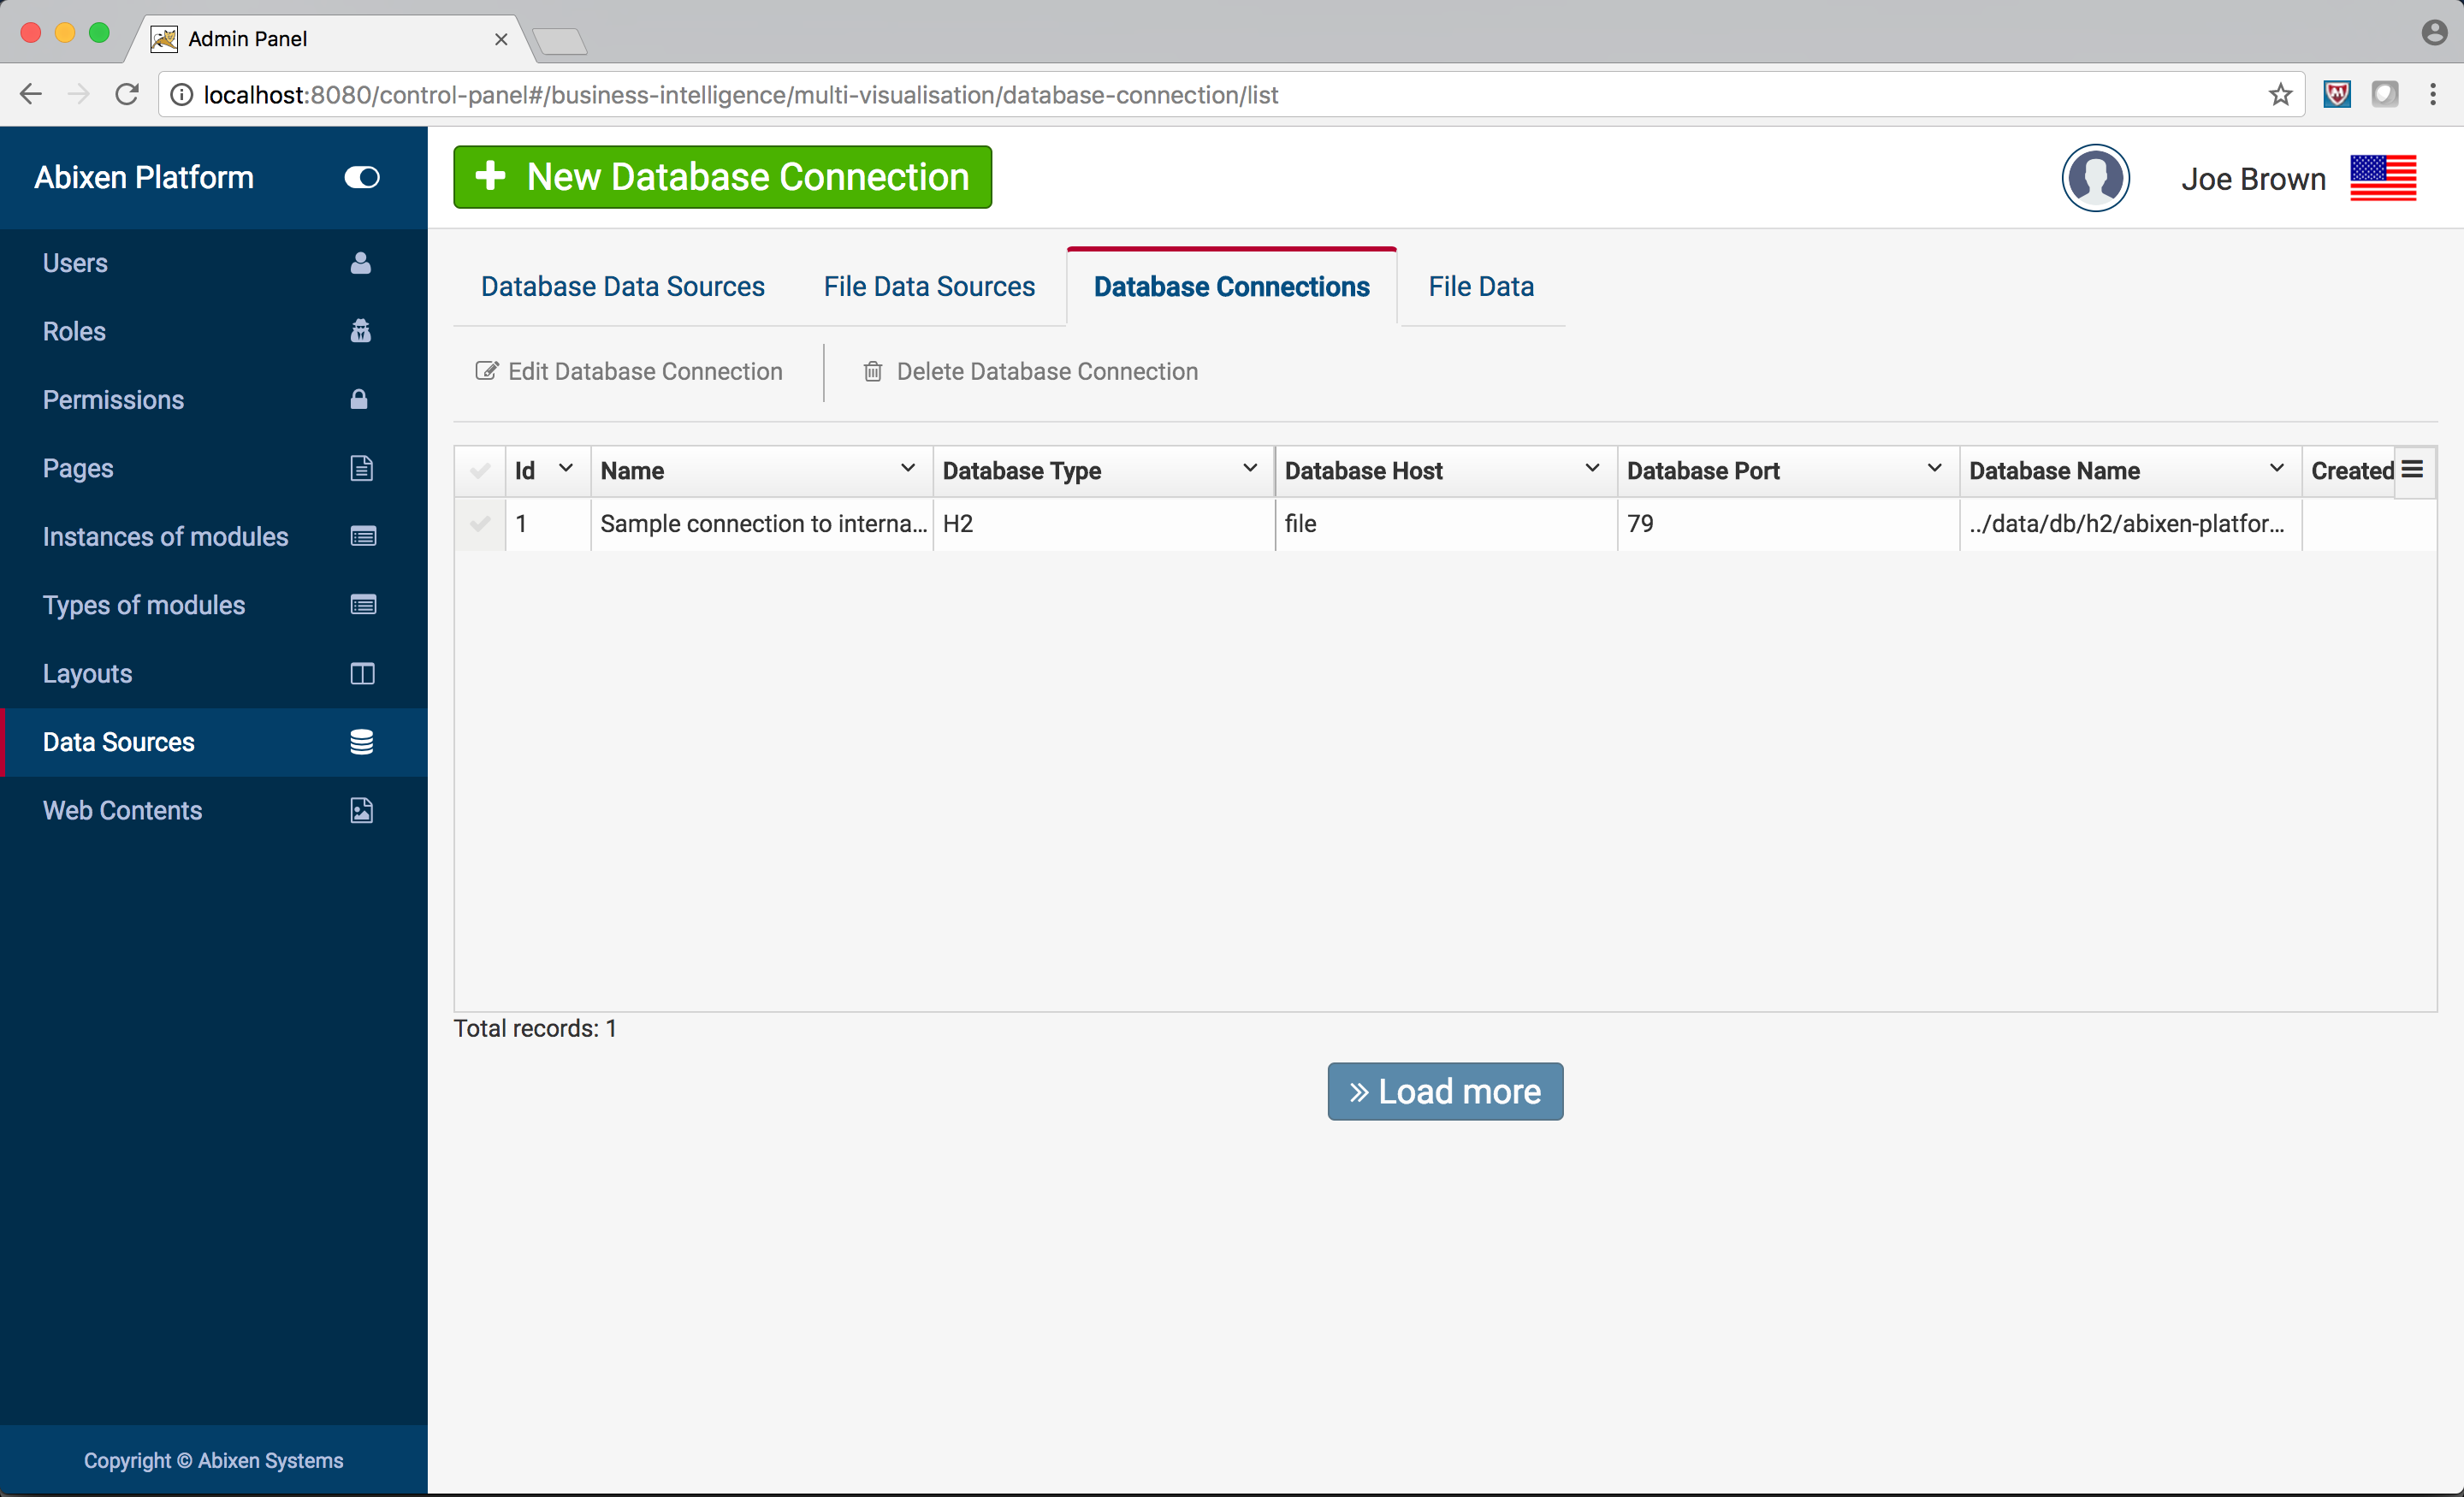 Admin Panel
localhost:8080/control-panel#/business-intelligence/multi-visualisation/database-connection/list
Abixen Platform
New Database Connection
Joe Brown
Users
Roles
Permissions
Pages
Instances of modules
Types of modules
Layouts
Data Sources
Web Contents
Database Data Sources File Data Sources Database Connections File Data
Edit Database Connection Delete Database Connection
Id Name Database Type Database Host Database Port Database Name Created
1 Sample connection to interna... H2 file 79 ../data/db/h2/abixen-platfor...
Total records: 1
» Load more
Copyright © Abixen Systems